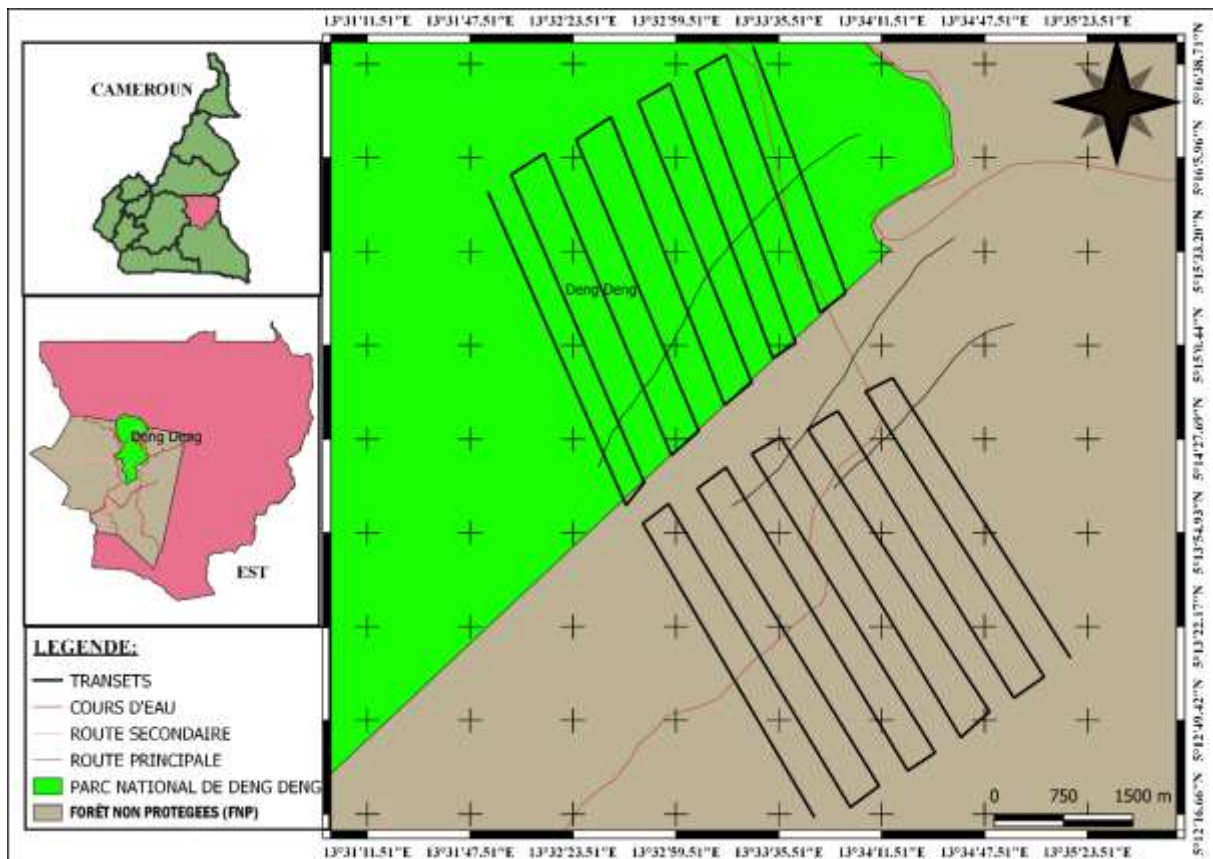 13°31'11.51"E 13°31'47.51"E 13°32'23.51"E 13°32'59.51"E 13°33'35.51"E 13°34'11.51"E 13°34'47.51"E 13°35'23.51"E
CAMEROUN
Deng Deng
EST
LEGENDE:
TRANSETS
COURS D'EAU
ROUTE SECONDAIRE
ROUTE PRINCIPALE
PARC NATIONAL DE DENG DENG
FORÊT NON PROTEGEES (FNP)
Deng Deng
0 750 1500 m
5°16'38.71"N
5°16'5.96"N
5°15'33.20"N
5°15'0.44"N
5°14'27.69"N
5°13'54.93"N
5°13'22.17"N
5°12'49.42"N
5°12'16.66"N
13°31'11.51"E 13°31'47.51"E 13°32'23.51"E 13°32'59.51"E 13°33'35.51"E 13°34'11.51"E 13°34'47.51"E 13°35'23.51"E